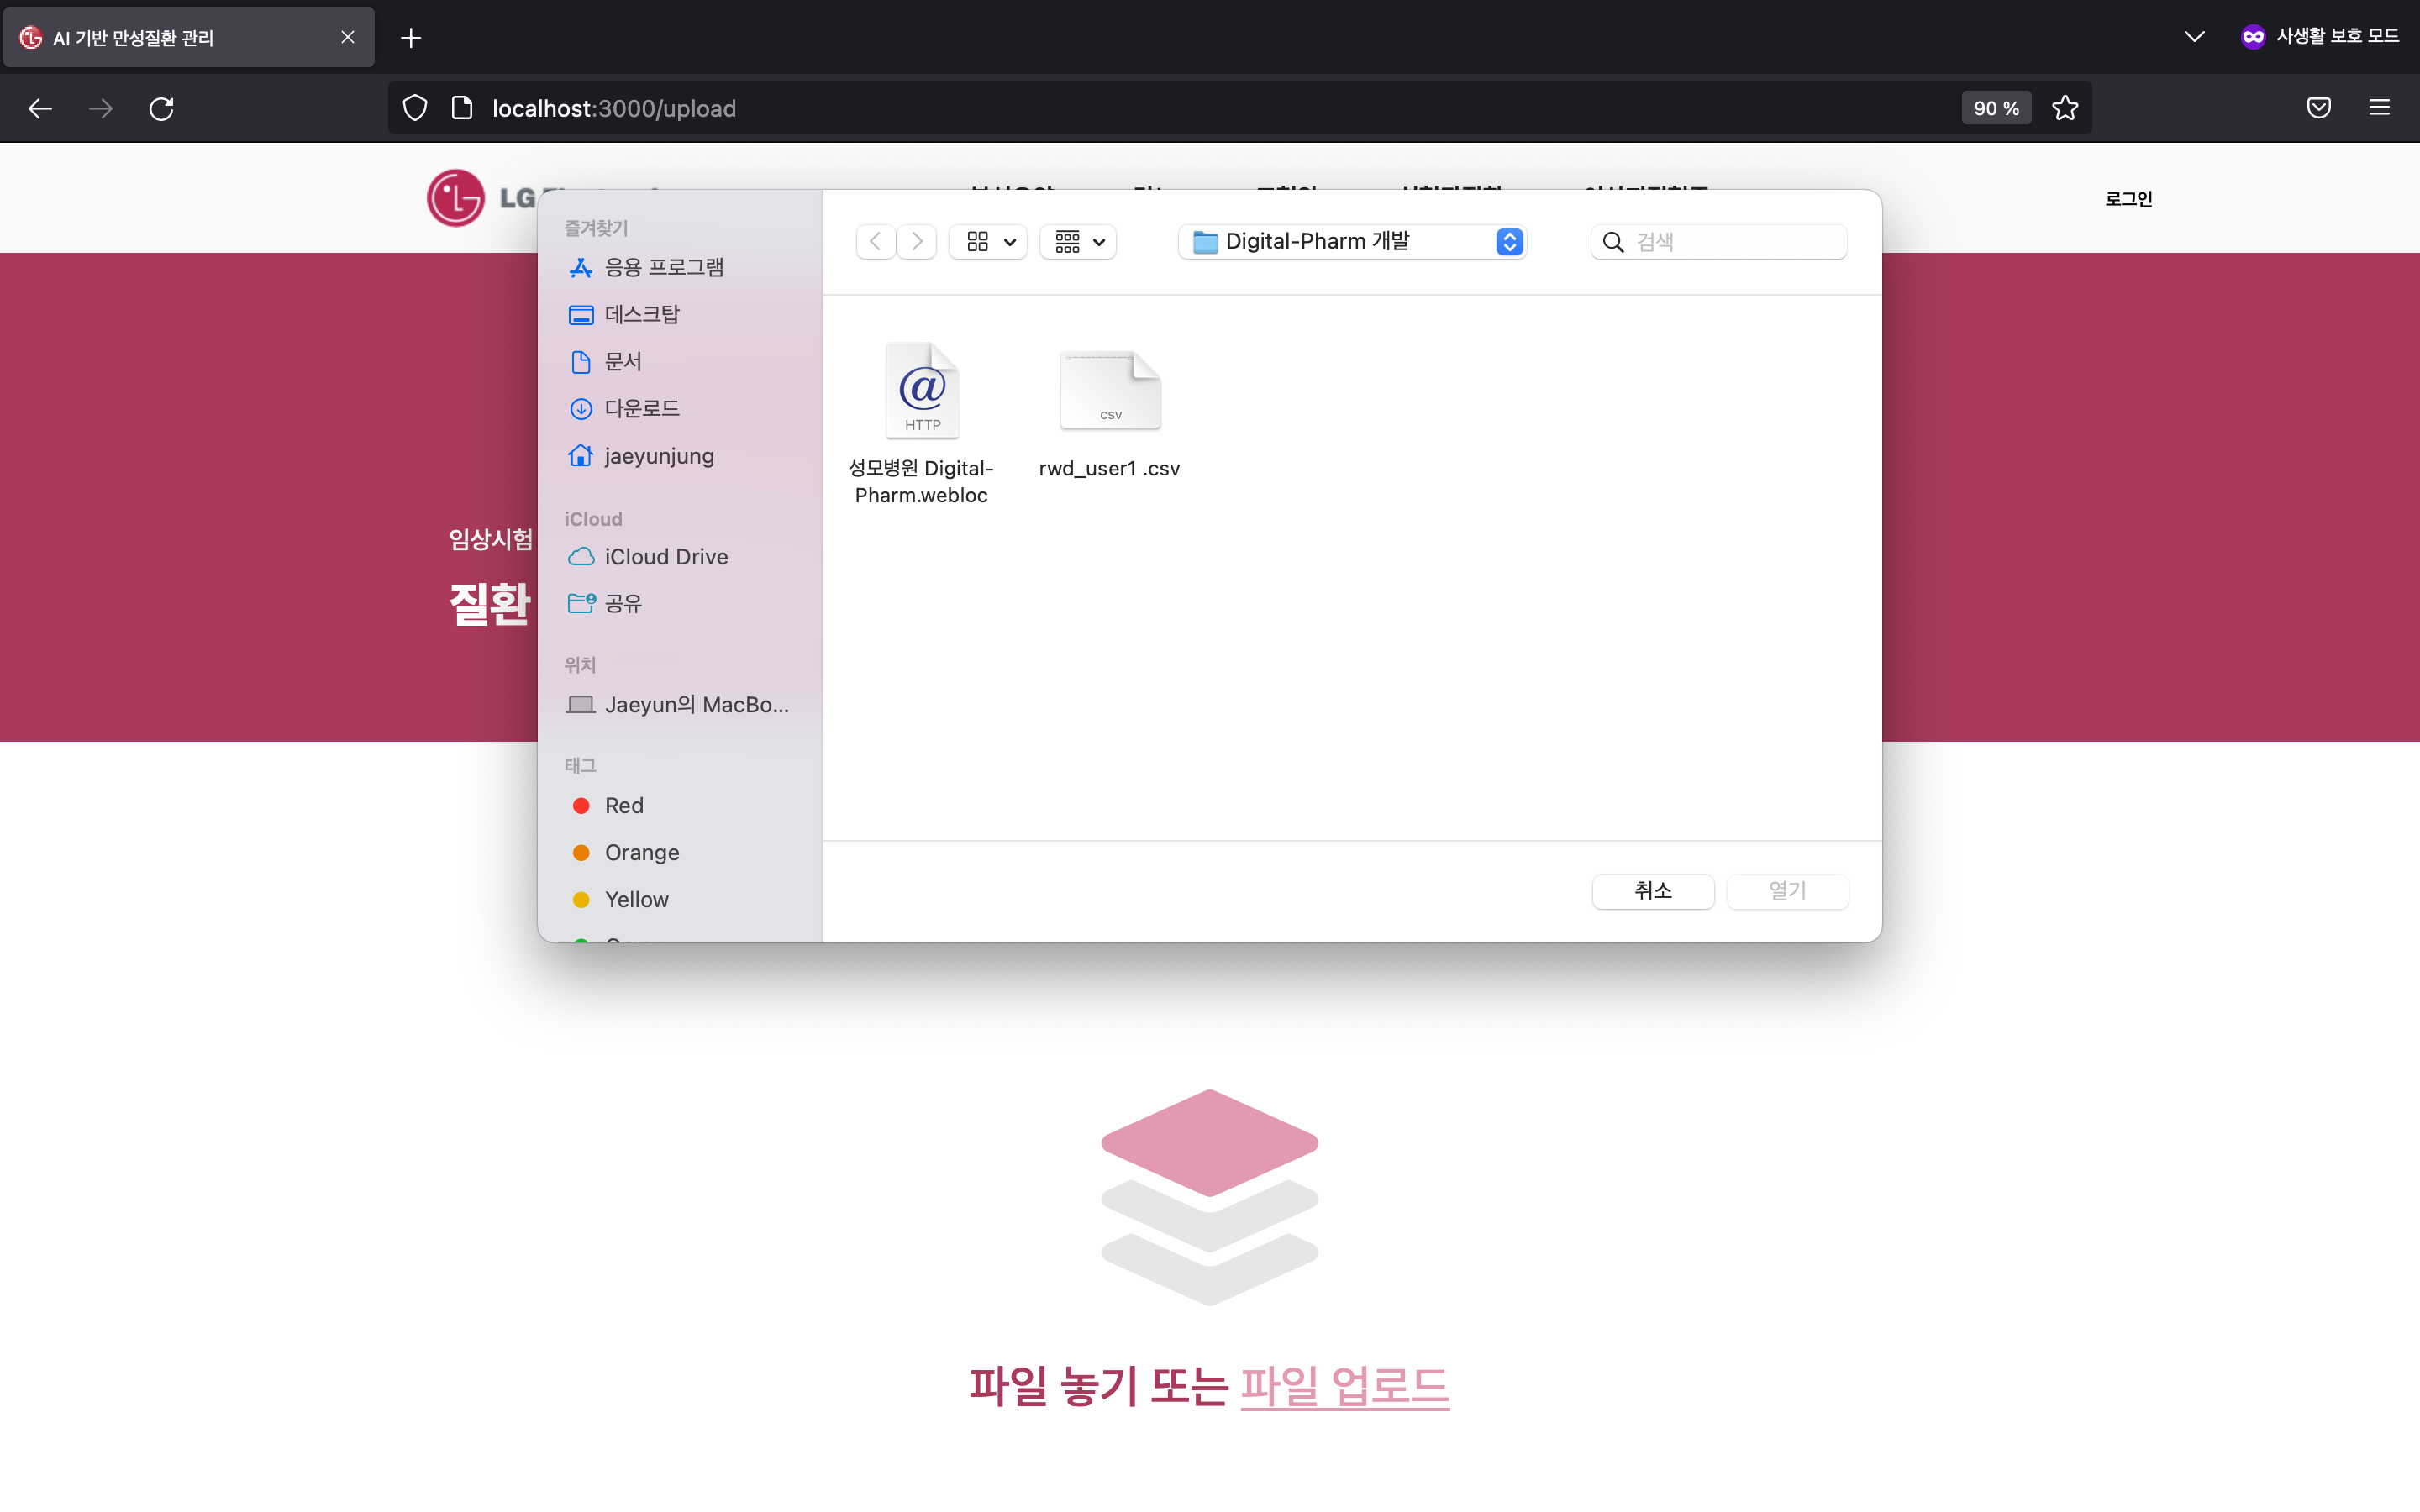 AI 기반 만성질환 관리
사생활 보호 모드
localhost:3000/upload
90 %
LG
로그인
임상시험
질환
즐겨찾기
응용 프로그램
데스크탑
문서
다운로드
jaeyunjung
iCloud
iCloud Drive
공유
위치
Jaeyun의 MacBo...
태그
Red
Orange
Yellow
Digital-Pharm 개발
검색
HTTP
성모병원 Digital-
Pharm.webloc
csv
rwd_user1 .csv
취소
열기
파일 놓기 또는 파일 업로드